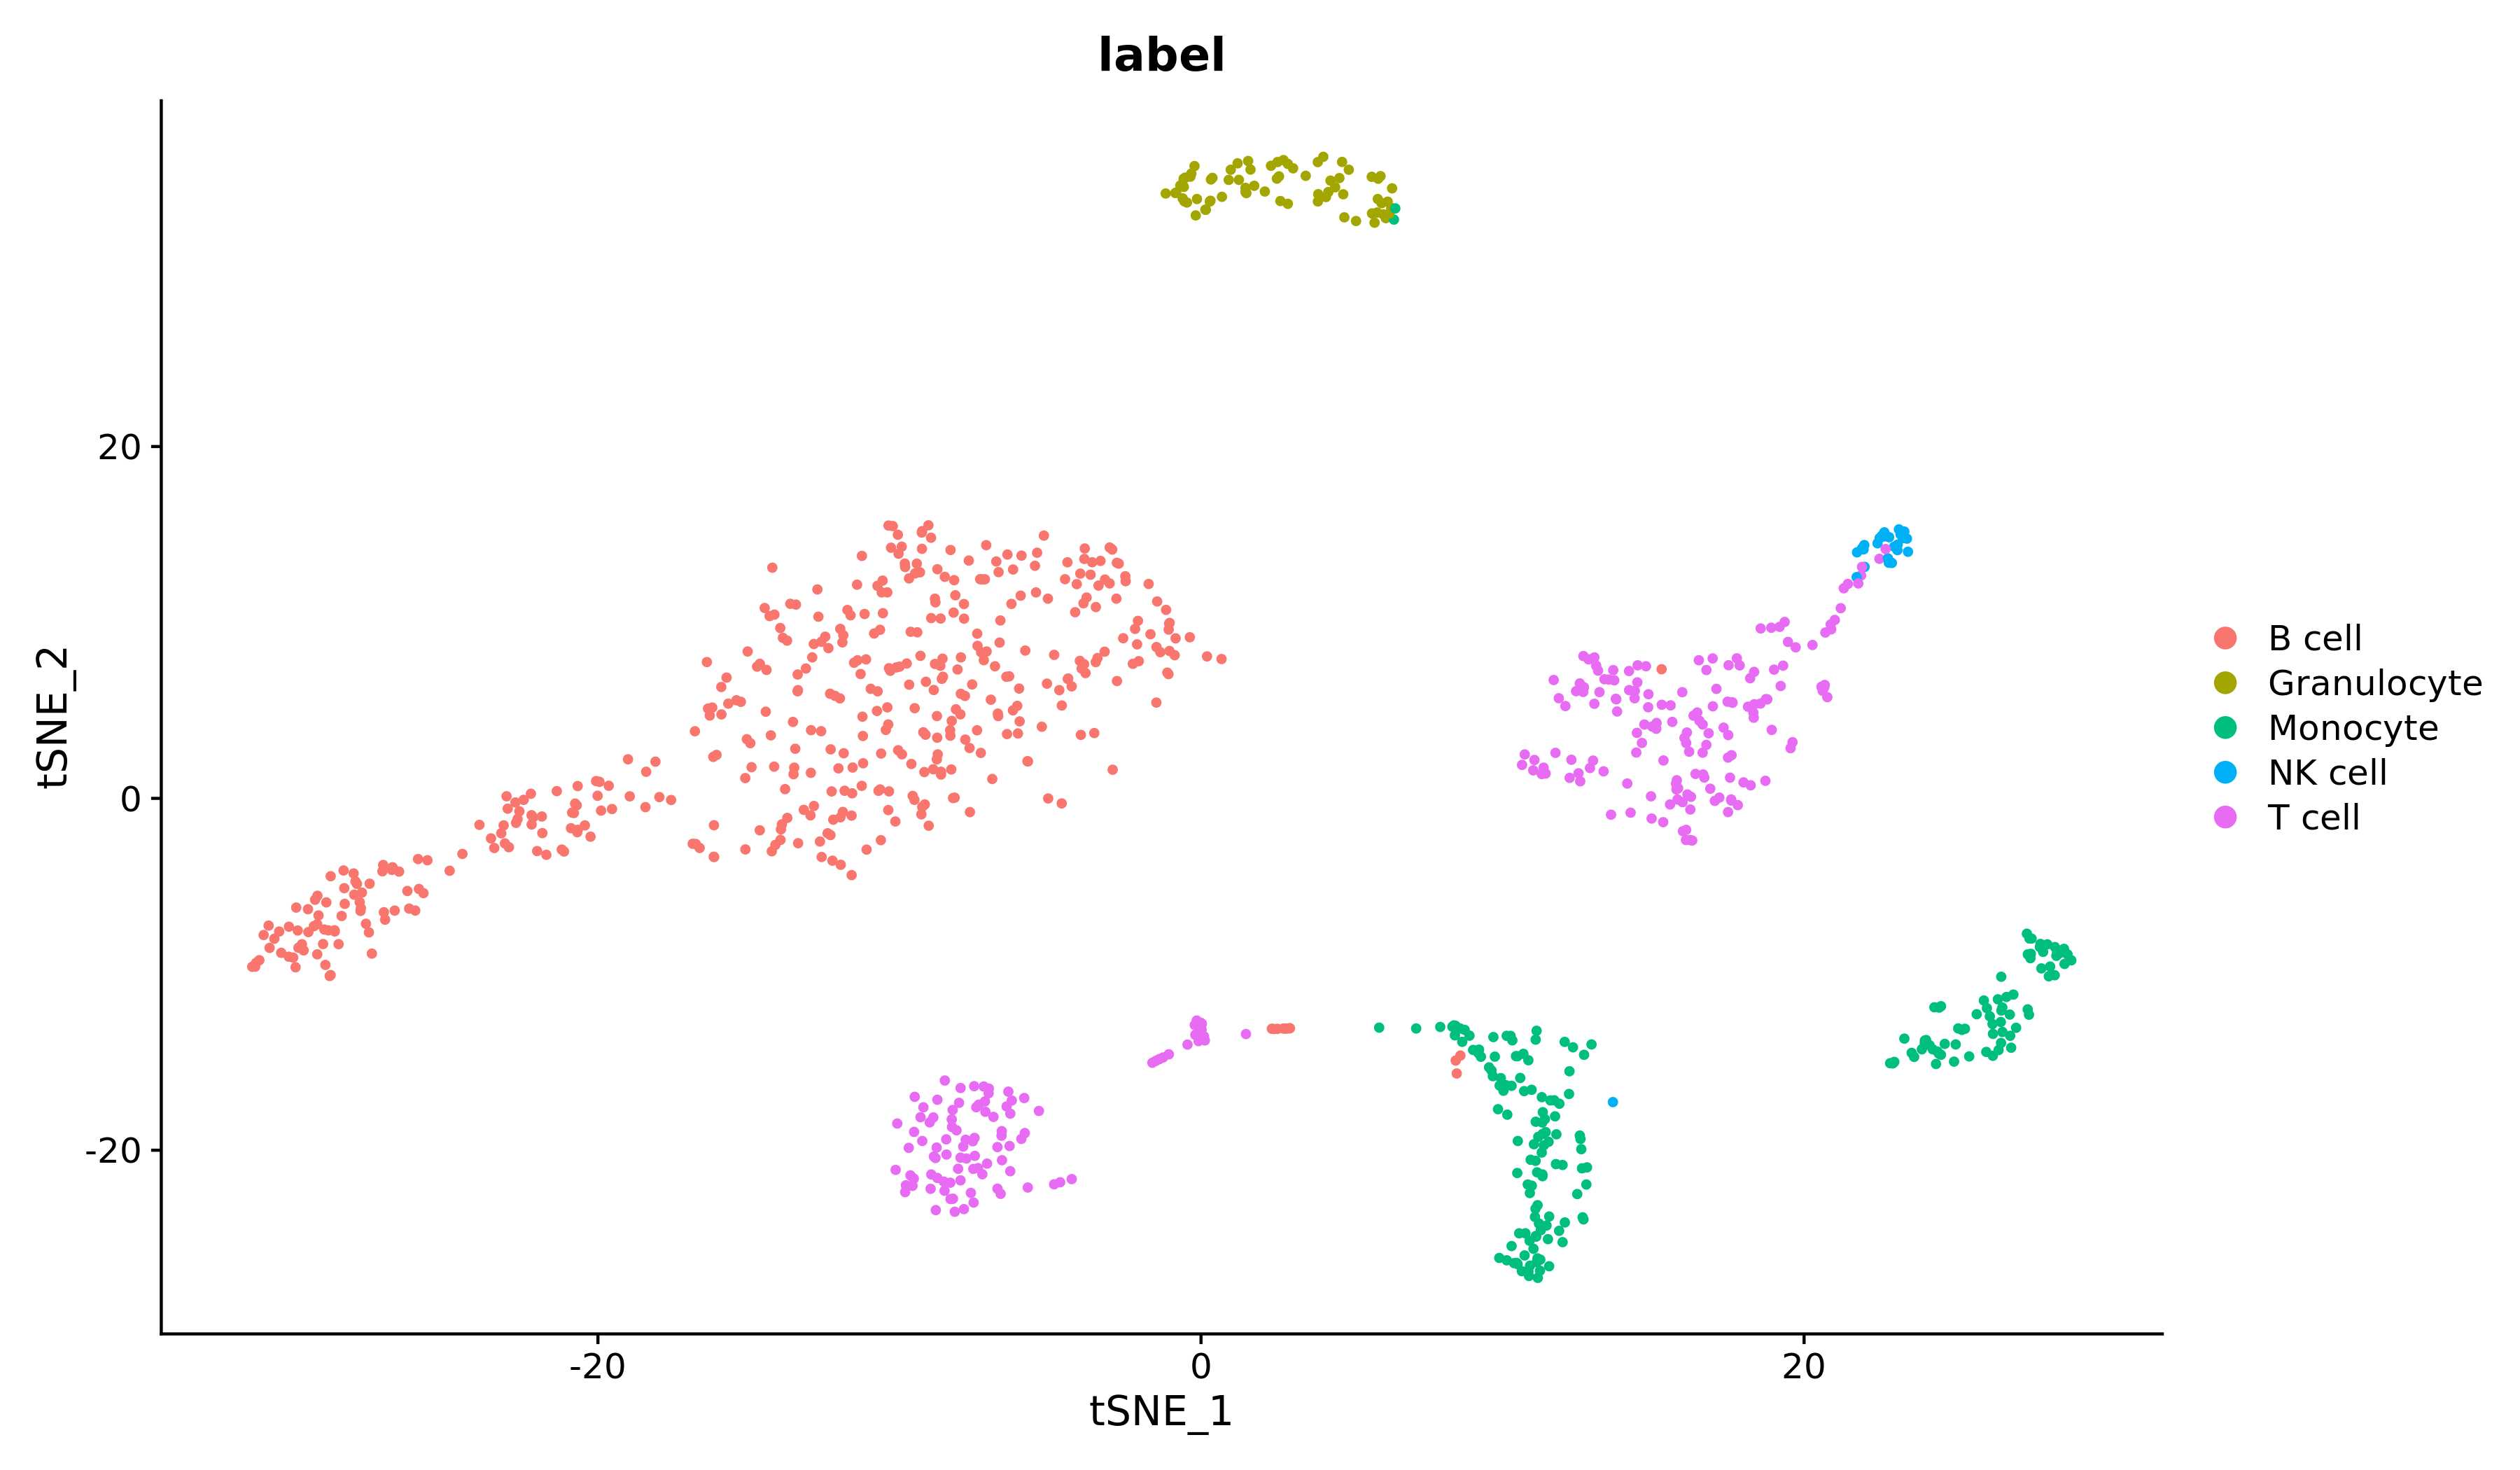 label
20
0
-20
tSNE_2
-20
0
20
tSNE_1
B cell
Granulocyte
Monocyte
NK cell
T cell